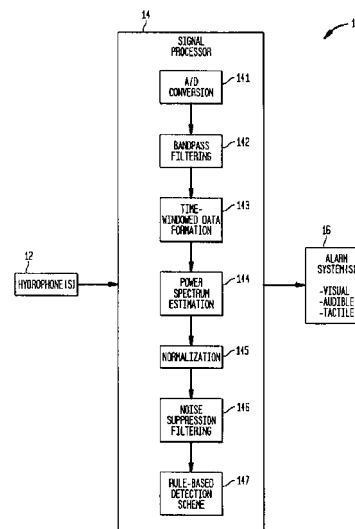 14
SIGNAL
PROCESSOR
1
A/D
CONVERSION
141
BANDPASS
FILTERING
142
TIME-
WINDOWED DATA
FORMATION
143
12
HYDROPHONE(S)
POWER
SPECTRUM
ESTIMATION
144
16
ALARM
SYSTEM(S)
-VISUAL
-AUDIBLE
-TACTILE
NORMALIZATION
145
NOISE
SUPPRESSION
FILTERING
146
RULE-BASED
DETECTION
SCHEME
147